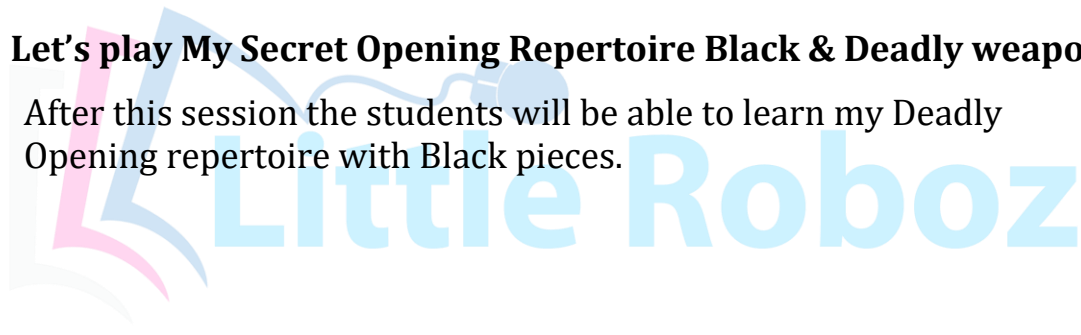 Let’s play My Secret Opening Repertoire Black & Deadly weapo
After this session the students will be able to learn my Deadly
Opening repertoire with Black pieces.
Little Roboz